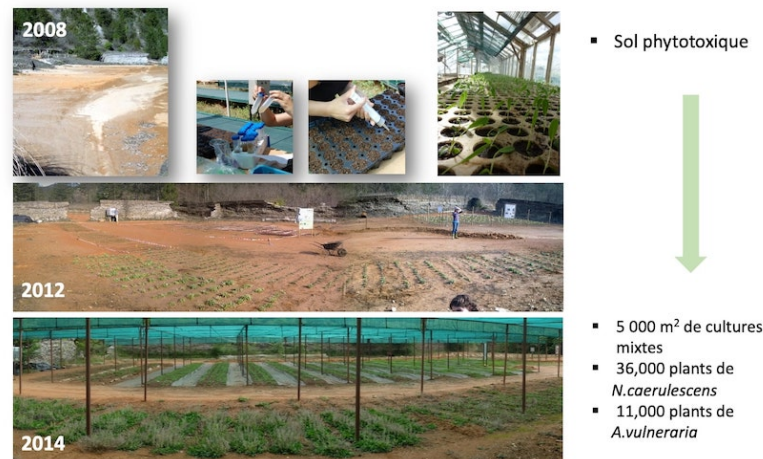 2008
▪ Sol phytotoxique
2012
▪ 5 000 m² de cultures
mixtes
▪ 36,000 plants de
N.caerulescens
▪ 11,000 plants de
A.vulneraria
2014